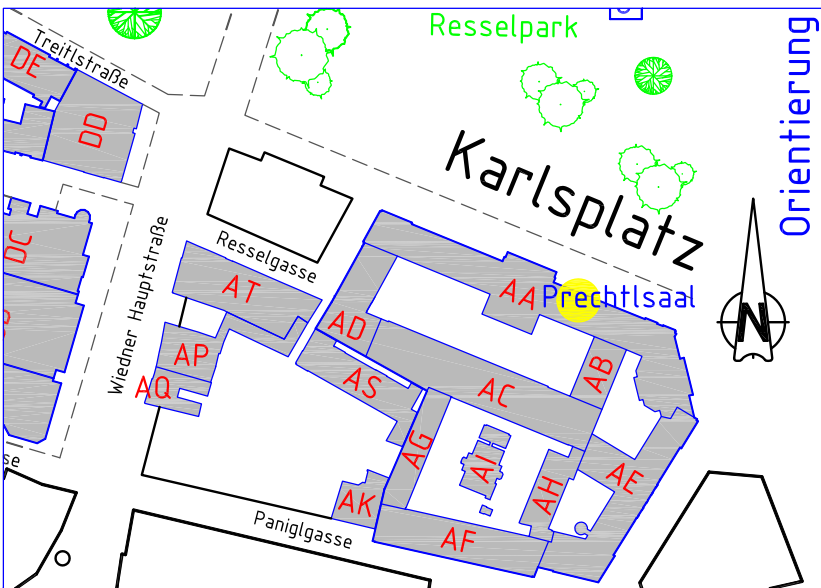 Resselpark
Orientierung
Treitlstraße
DE
DD
Karlsplatz
DC
Wiedner Hauptstraße
Resselgasse
AT
AA
Prechtlsaal
N
AD
AP
AQ
AS
AC
AB
AG
AI
AH
AE
AK
AF
Paniglgasse
se